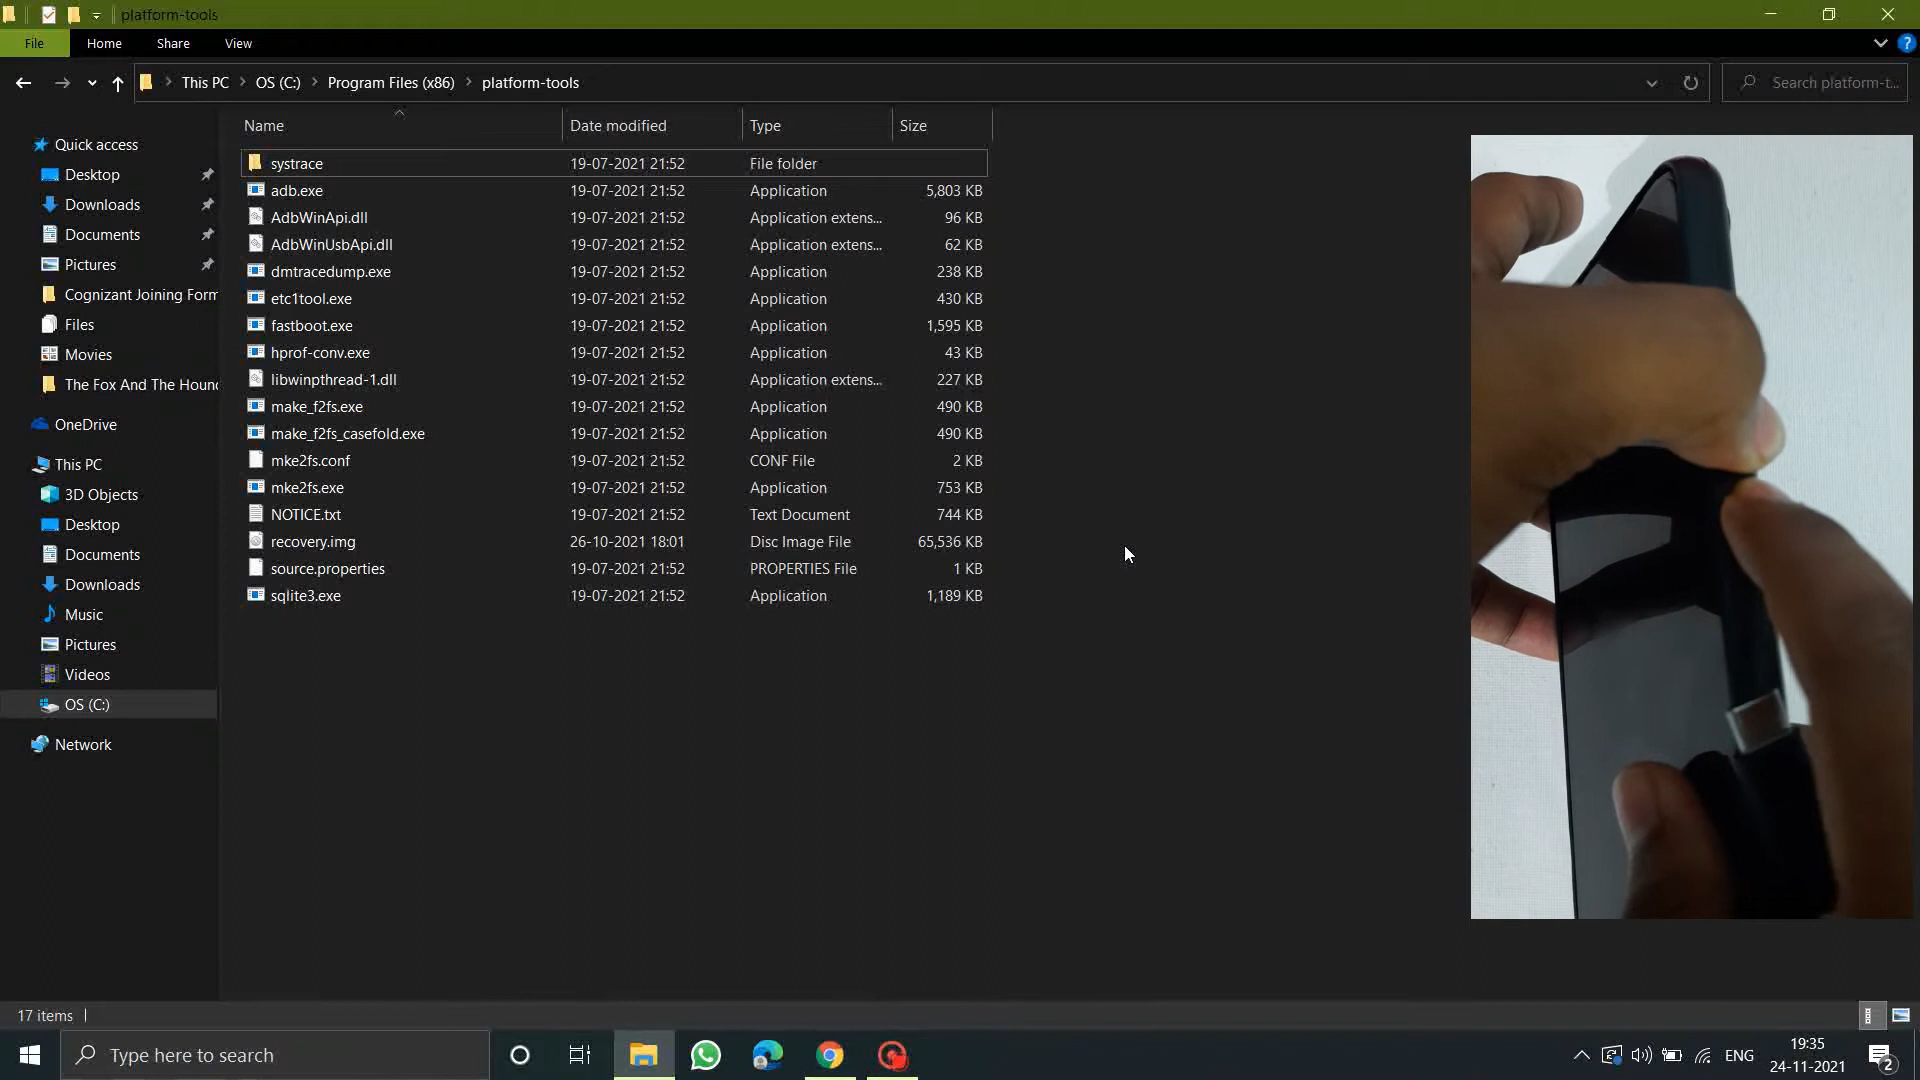 platform-tools
File Home Share View
This PC OS (C:) Program Files (x86) platform-tools Search platform-t...
Name Date modified Type Size
Quick access
Desktop
Downloads
Documents
Pictures
Cognizant Joining Form
Files
Movies
The Fox And The Houn
OneDrive
This PC
3D Objects
Desktop
Documents
Downloads
Music
Pictures
Videos
OS (C:)
Network
systrace 19-07-2021 21:52 File folder
adb.exe 19-07-2021 21:52 Application 5,803 KB
AdbWinApi.dll 19-07-2021 21:52 Application extens... 96 KB
AdbWinUsbApi.dll 19-07-2021 21:52 Application extens... 62 KB
dmtracedump.exe 19-07-2021 21:52 Application 238 KB
etc1tool.exe 19-07-2021 21:52 Application 430 KB
fastboot.exe 19-07-2021 21:52 Application 1,595 KB
hprof-conv.exe 19-07-2021 21:52 Application 43 KB
libwinpthread-1.dll 19-07-2021 21:52 Application extens... 227 KB
make_f2fs.exe 19-07-2021 21:52 Application 490 KB
make_f2fs_casefold.exe 19-07-2021 21:52 Application 490 KB
mke2fs.conf 19-07-2021 21:52 CONF File 2 KB
mke2fs.exe 19-07-2021 21:52 Application 753 KB
NOTICE.txt 19-07-2021 21:52 Text Document 744 KB
recovery.img 26-10-2021 18:01 Disc Image File 65,536 KB
source.properties 19-07-2021 21:52 PROPERTIES File 1 KB
sqlite3.exe 19-07-2021 21:52 Application 1,189 KB
17 items
Type here to search
ENG
19:35
24-11-2021
2